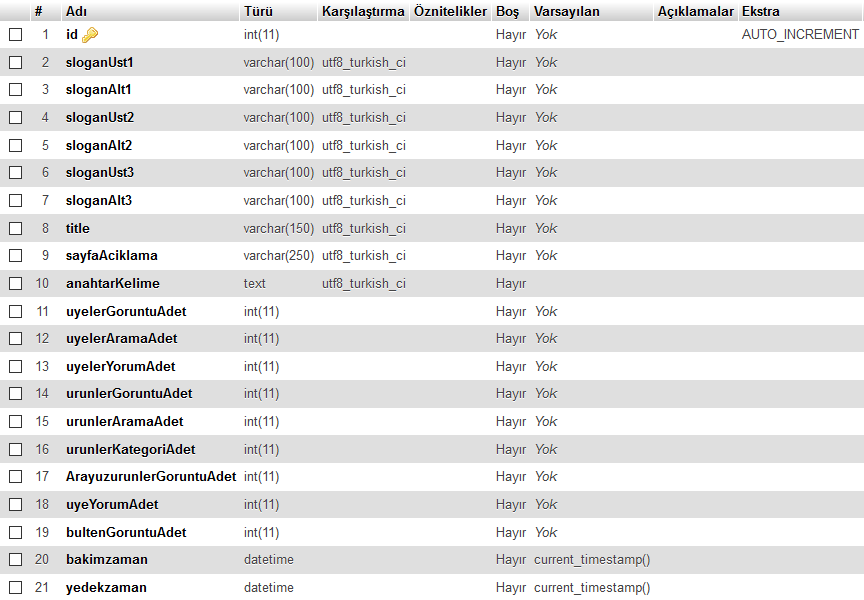 # Adı Türü Karşılaştırma Öznitelikler Boş Varsayılan Açıklamalar Ekstra
1 id int(11) Hayır Yok AUTO_INCREMENT
2 sloganUst1 varchar(100) utf8_turkish_ci Hayır Yok
3 sloganAlt1 varchar(100) utf8_turkish_ci Hayır Yok
4 sloganUst2 varchar(100) utf8_turkish_ci Hayır Yok
5 sloganAlt2 varchar(100) utf8_turkish_ci Hayır Yok
6 sloganUst3 varchar(100) utf8_turkish_ci Hayır Yok
7 sloganAlt3 varchar(100) utf8_turkish_ci Hayır Yok
8 title varchar(150) utf8_turkish_ci Hayır Yok
9 sayfaAciklama varchar(250) utf8_turkish_ci Hayır Yok
10 anahtarKelime text utf8_turkish_ci Hayır
11 uyelerGoruntuAdet int(11) Hayır Yok
12 uyelerAramaAdet int(11) Hayır Yok
13 uyelerYorumAdet int(11) Hayır Yok
14 urunlerGoruntuAdet int(11) Hayır Yok
15 urunlerAramaAdet int(11) Hayır Yok
16 urunlerKategoriAdet int(11) Hayır Yok
17 ArayuzurunlerGoruntuAdet int(11) Hayır Yok
18 uyeYorumAdet int(11) Hayır Yok
19 bultenGoruntuAdet int(11) Hayır Yok
20 bakimzaman datetime Hayır current_timestamp()
21 yedekzaman datetime Hayır current_timestamp()